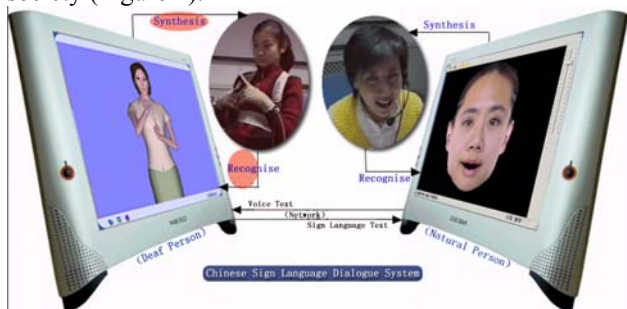 Synthesis
Synthesis
Recognise
Recognise
Voice Text
(Network)
Sign Language Text
(Deaf Person)
(Natural Person)
Chinese Sign Language Dialogue System